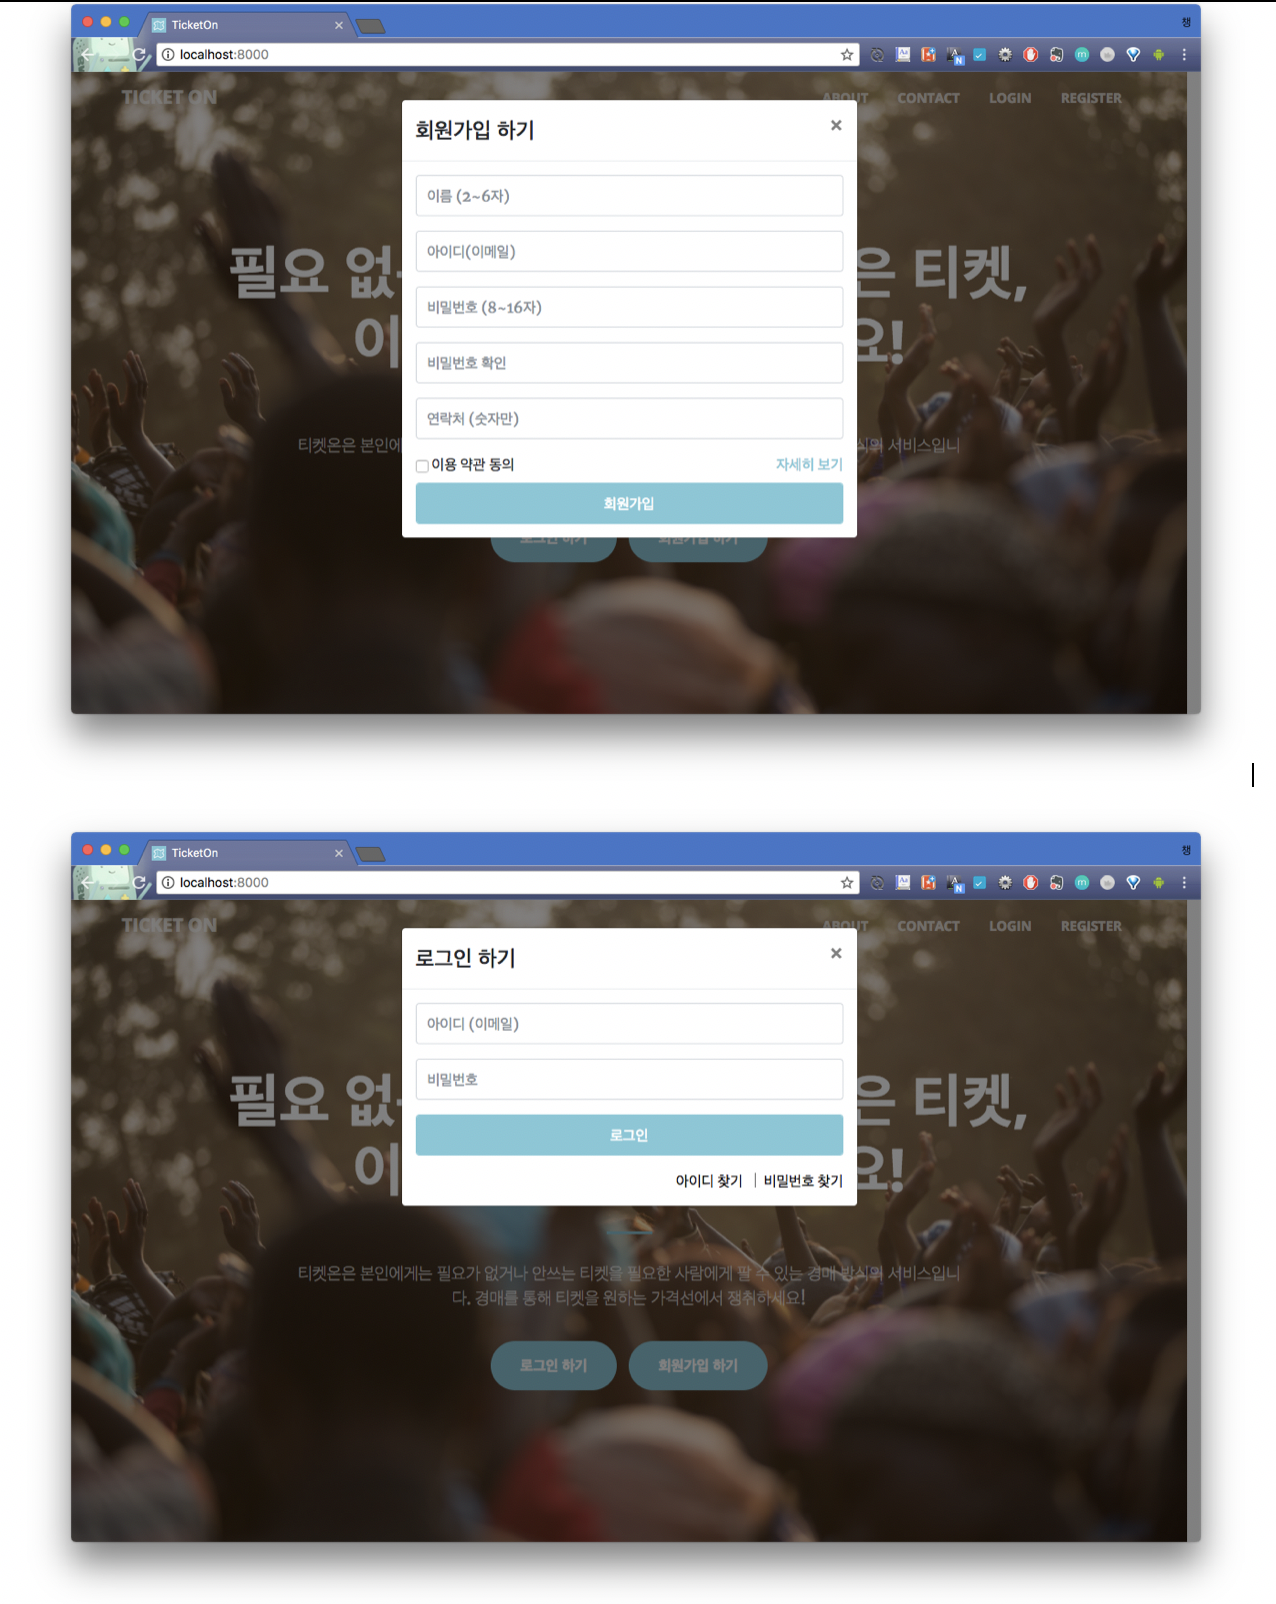 TicketOn
챙
localhost:8000
TICKET ON
ABOUT CONTACT LOGIN REGISTER
회원가입 하기
×
이름 (2~6자)
아이디(이메일)
필요 없 은 티켓,
비밀번호 (8~16자)
이 요!
비밀번호 확인
연락처 (숫자만)
티켓온은 본인에 식의 서비스입니
이용 약관 동의 자세히 보기
회원가입
로그인 하기 회원가입 하기
TicketOn
챙
localhost:8000
TICKET ON
ABOUT CONTACT LOGIN REGISTER
로그인 하기
×
아이디 (이메일)
비밀번호
필요 없 은 티켓,
로그인
이 요!
아이디 찾기 | 비밀번호 찾기
티켓온은 본인에게는 필요가 없거나 안쓰는 티켓을 필요한 사람에게 팔 수 있는 경매 방식의 서비스입니
다. 경매를 통해 티켓을 원하는 가격선에서 쟁취하세요!
로그인 하기 회원가입 하기